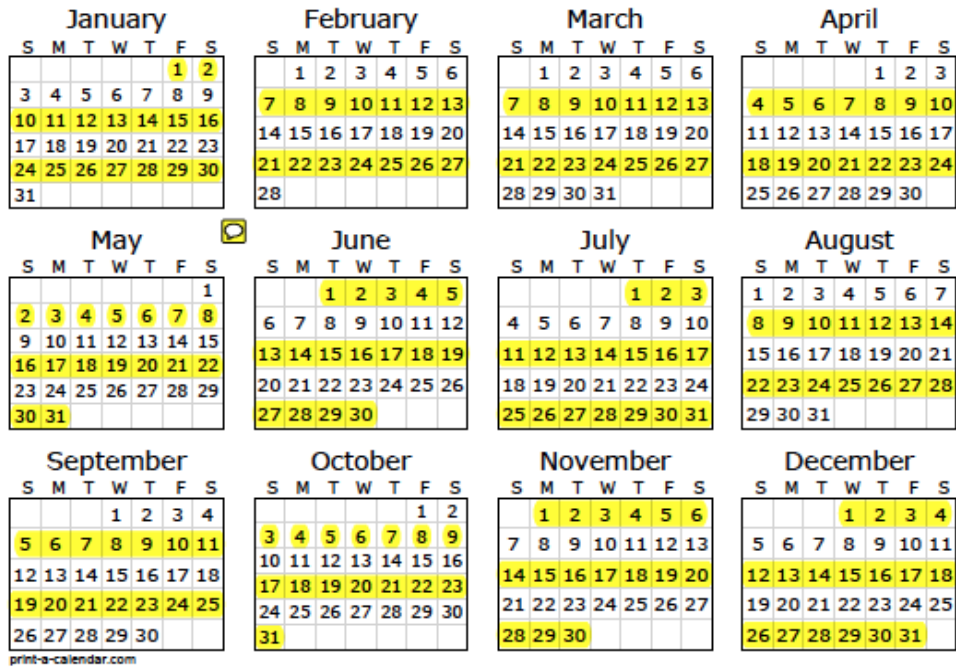 January February March April
S M T W T F S S M T W T F S S M T W T F S S M T W T F S
1 2 1 2 3 4 5 6 1 2 3 4 5 6 1 2 3
3 4 5 6 7 8 9 7 8 9 10 11 12 13 7 8 9 10 11 12 13 4 5 6 7 8 9 10
10 11 12 13 14 15 16 14 15 16 17 18 19 20 14 15 16 17 18 19 20 11 12 13 14 15 16 17
17 18 19 20 21 22 23 21 22 23 24 25 26 27 21 22 23 24 25 26 27 18 19 20 21 22 23 24
24 25 26 27 28 29 30 28 28 29 30 31 25 26 27 28 29 30
31
May June July August
S M T W T F S S M T W T F S S M T W T F S S M T W T F S
1 1 2 3 4 5 1 2 3 1 2 3 4 5 6 7
2 3 4 5 6 7 8 6 7 8 9 10 11 12 4 5 6 7 8 9 10 8 9 10 11 12 13 14
9 10 11 12 13 14 15 13 14 15 16 17 18 19 11 12 13 14 15 16 17 15 16 17 18 19 20 21
16 17 18 19 20 21 22 20 21 22 23 24 25 26 18 19 20 21 22 23 24 22 23 24 25 26 27 28
23 24 25 26 27 28 29 27 28 29 30 25 26 27 28 29 30 31 29 30 31
30 31
September October November December
S M T W T F S S M T W T F S S M T W T F S S M T W T F S
1 2 3 4 1 2 1 2 3 4 5 6 1 2 3 4
5 6 7 8 9 10 11 3 4 5 6 7 8 9 7 8 9 10 11 12 13 5 6 7 8 9 10 11
12 13 14 15 16 17 18 10 11 12 13 14 15 16 14 15 16 17 18 19 20 12 13 14 15 16 17 18
19 20 21 22 23 24 25 17 18 19 20 21 22 23 21 22 23 24 25 26 27 19 20 21 22 23 24 25
26 27 28 29 30 24 25 26 27 28 29 30 28 29 30 26 27 28 29 30 31
31
print-a-calendar.com